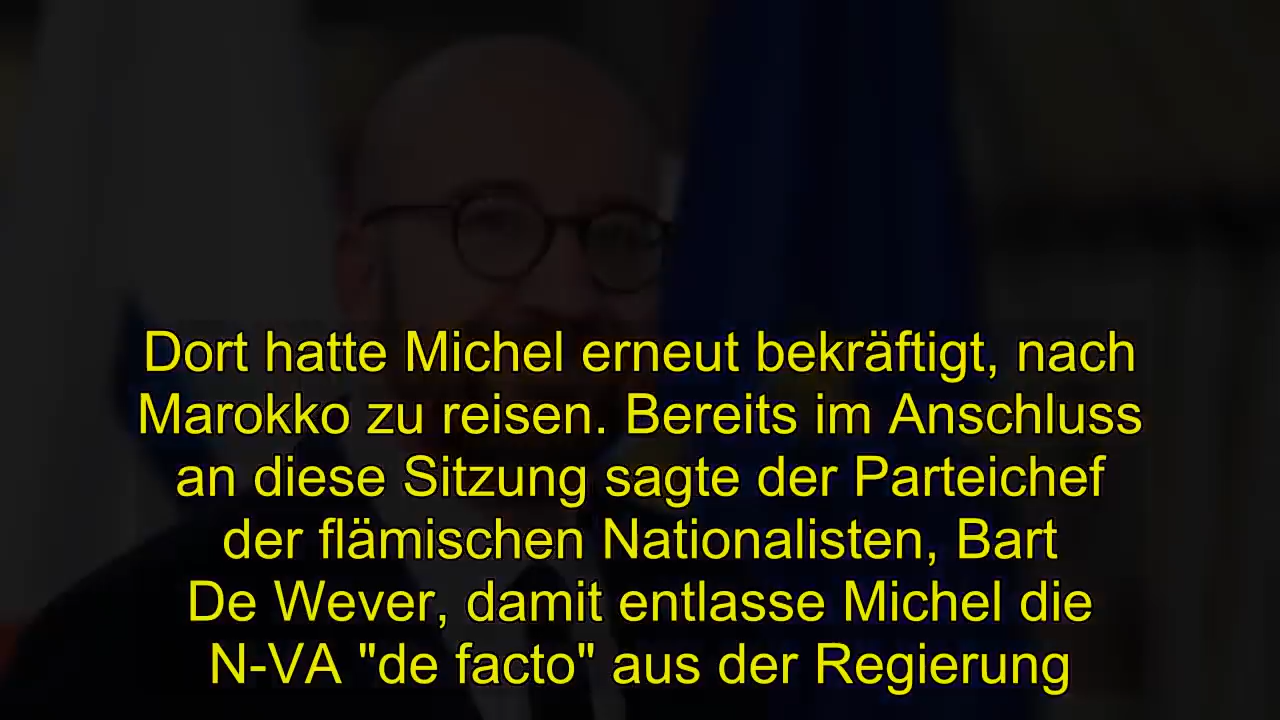 Dort hatte Michel erneut bekräftigt, nach
Marokko zu reisen. Bereits im Anschluss
an diese Sitzung sagte der Parteichef
der flämischen Nationalisten, Bart
De Wever, damit entlasse Michel die
N-VA "de facto" aus der Regierung